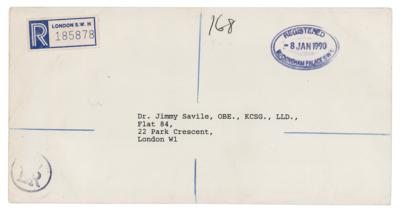 LONDON S.W. H
R 185878
168
REGISTERED
-8 JAN 1990
BUCKINGHAM PALACE S.W.1
Dr. Jimmy Savile, OBE., KCSG., LLD.,
Flat 84,
22 Park Crescent,
London W1